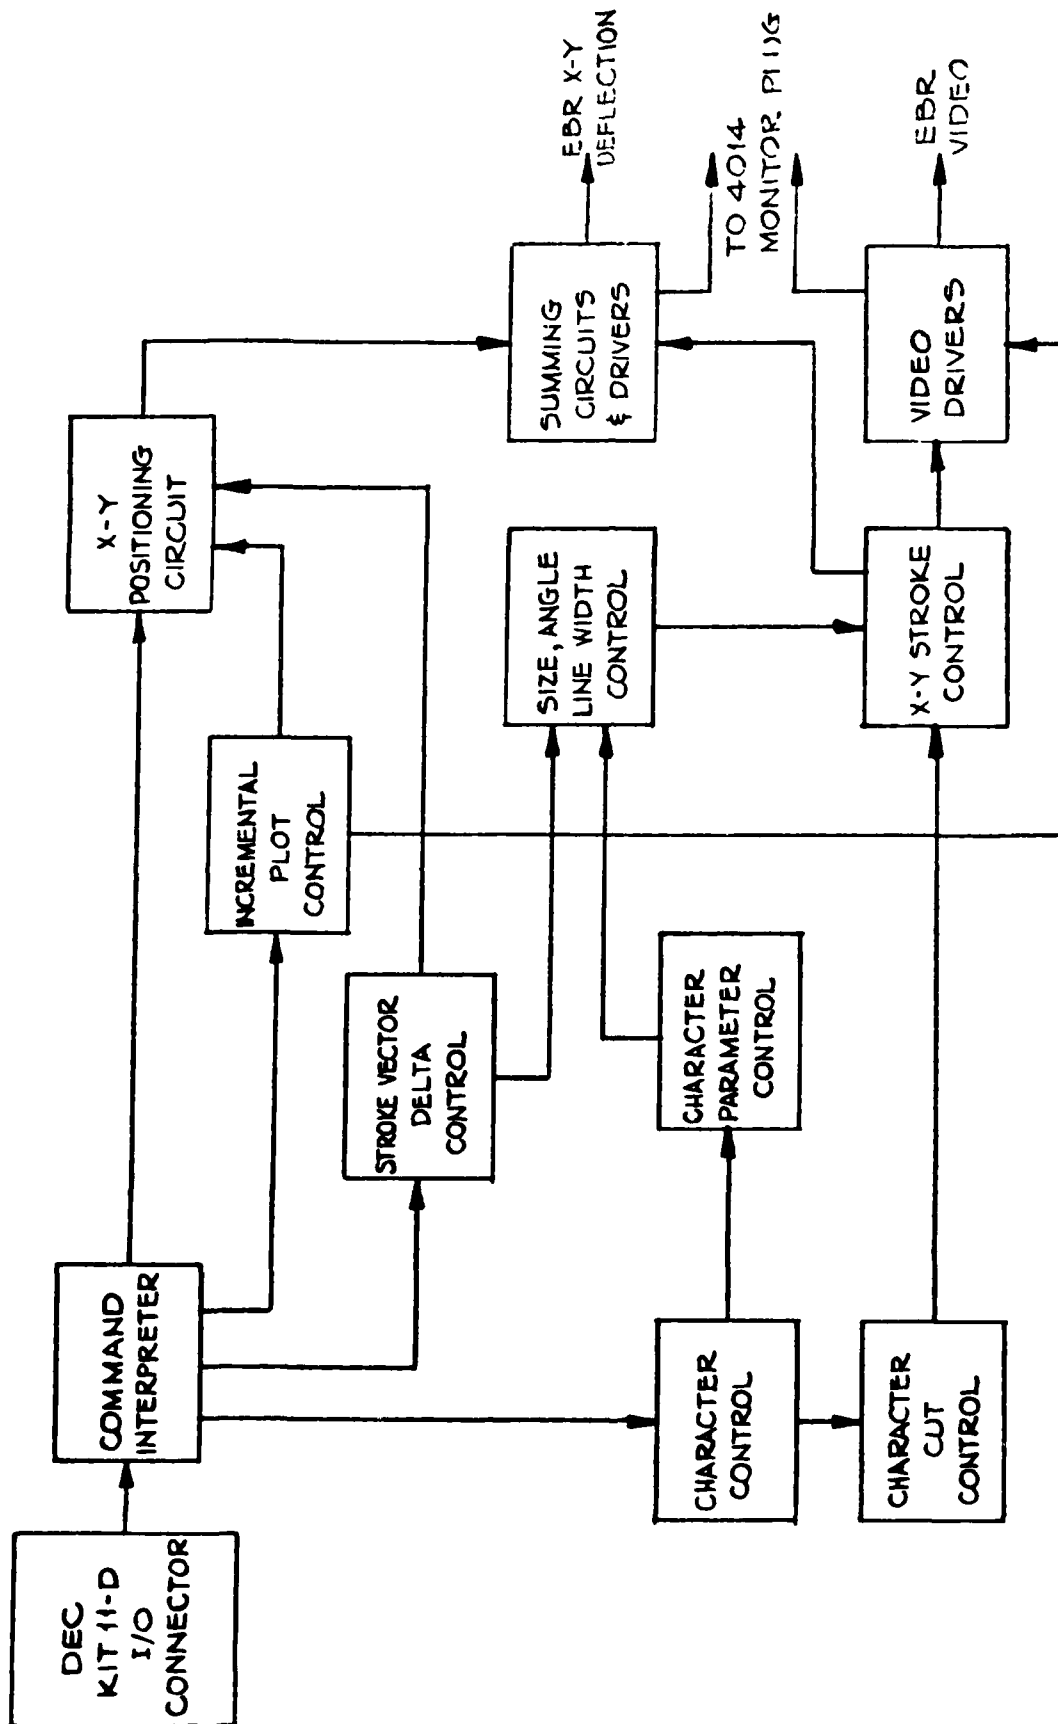 DEC
KIT 11-D
I/O
CONNECTOR
COMMAND
INTERPRETER
X-Y
POSITIONING
CIRCUIT
INCREMENTAL
PLOT
CONTROL
STROKE VECTOR
DELTA
CONTROL
SUMMING
CIRCUITS
& DRIVERS
EBR X-Y
DEFLECTION
TO 4014
MONITOR PLUG
SIZE, ANGLE
LINE WIDTH
CONTROL
CHARACTER
PARAMETER
CONTROL
CHARACTER
CONTROL
CHARACTER
CUT
CONTROL
X-Y STROKE
CONTROL
VIDEO
DRIVERS
EBR
VIDEO